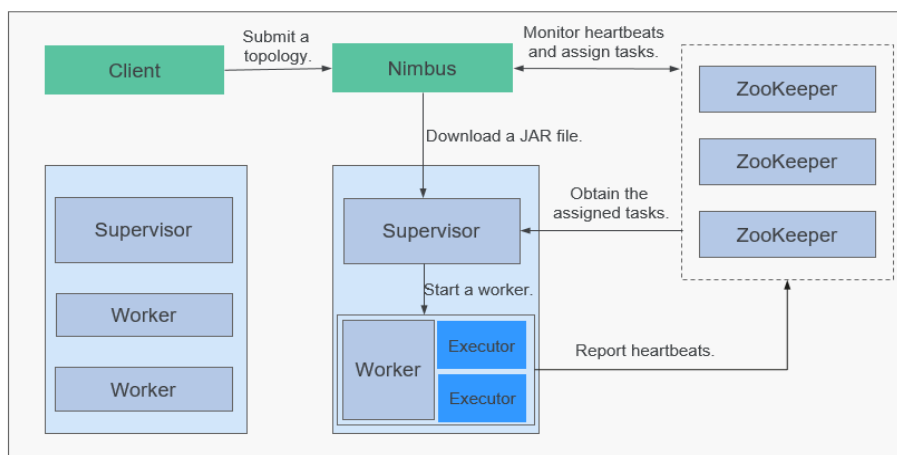 Client
Submit a
topology.
Nimbus
Monitor heartbeats
and assign tasks.
ZooKeeper
ZooKeeper
ZooKeeper
Download a JAR file.
Supervisor
Worker
Worker
Supervisor
Obtain the
assigned tasks.
Start a worker.
Worker
Executor
Executor
Report heartbeats.